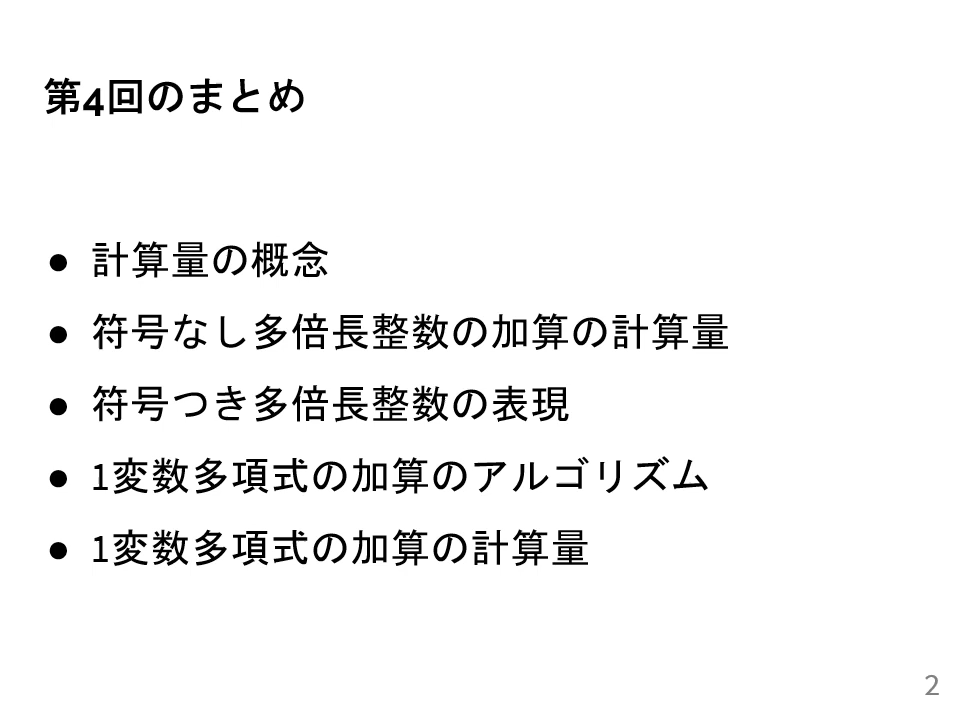 第4回のまとめ
● 計算量の概念
● 符号なし多倍長整数の加算の計算量
● 符号つき多倍長整数の表現
● 1変数多項式の加算のアルゴリズム
● 1変数多項式の加算の計算量
2